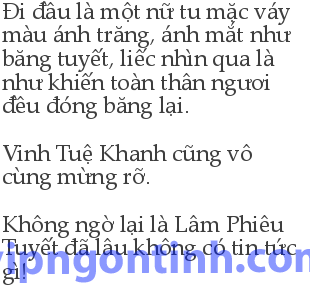 Đi đầu là một nữ tu mặc váy
màu ánh trăng, ánh mắt như
băng tuyết, liếc nhìn qua là
như khiến toàn thân ngươi
đều đóng băng lại.
Vinh Tuệ Khanh cũng vô
cùng mừng rỡ.
Không ngờ lại là Lâm Phiêu
Tuyết đã lâu không có tin tức
gì!
vipngontinh.com